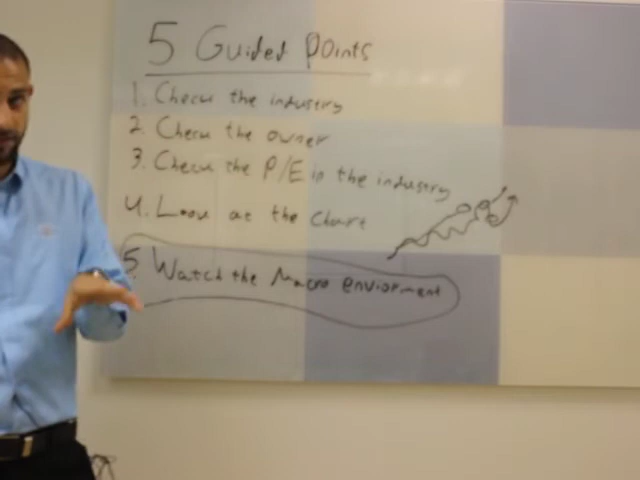 5 Guided Points
1. Check the industry
2. Check the owner
3. Check the P/E in the industry
4. Look at the Chart
5. Watch the Macro enviorment